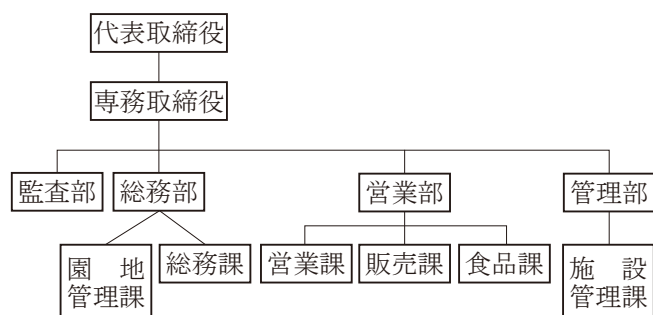 代表取締役
専務取締役
監査部
総務部
営業部
管理部
園地
管理課
総務課
営業課
販売課
食品課
施設
管理課